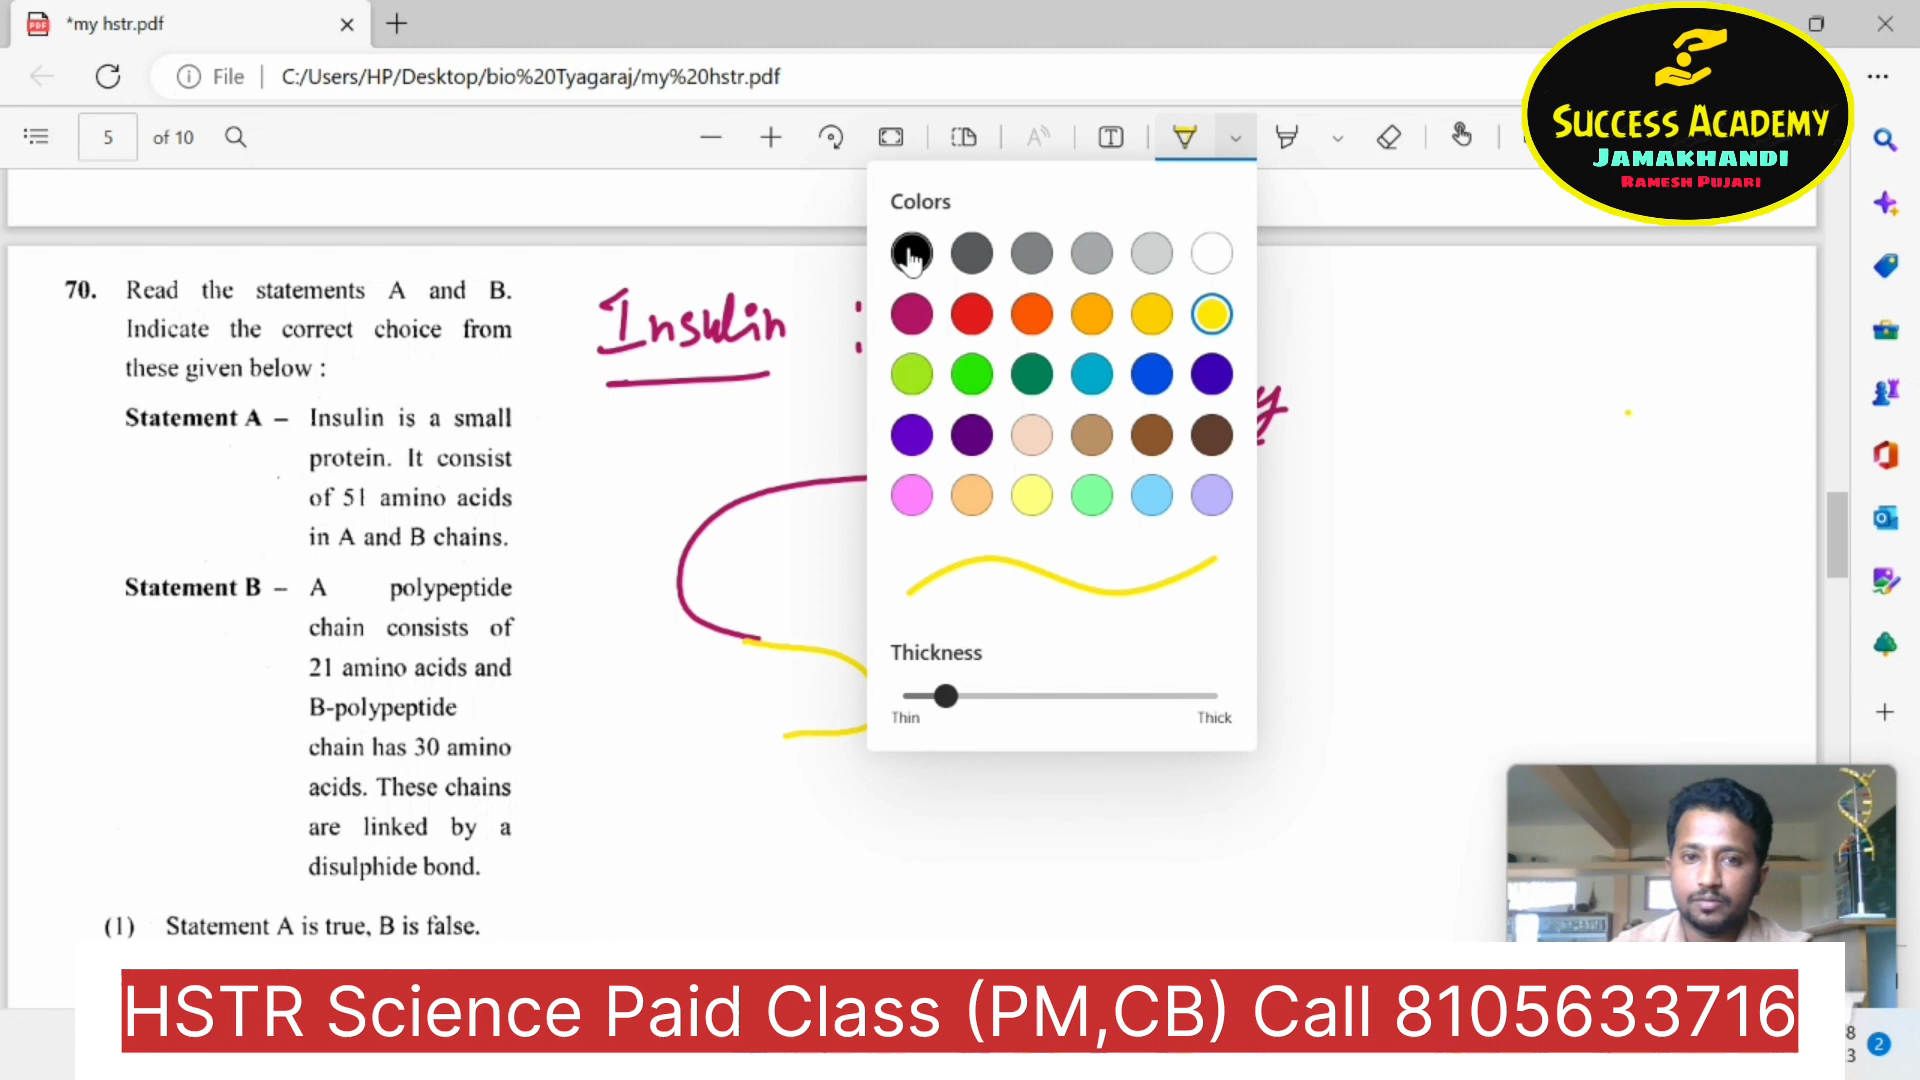 *my hstr.pdf
File
C:/Users/HP/Desktop/bio%20Tyagaraj/my%20hstr.pdf
5 of 10
SUCCESS ACADEMY
JAMAKHANDI
RAMESH PUJARI
Colors
Thickness
Thin
Thick
70. Read the statements A and B.
Indicate the correct choice from
these given below :
Statement A – Insulin is a small
protein. It consist
of 51 amino acids
in A and B chains.
Statement B – A polypeptide
chain consists of
21 amino acids and
B-polypeptide
chain has 30 amino
acids. These chains
are linked by a
disulphide bond.
(1) Statement A is true, B is false.
Insulin :
y
HSTR Science Paid Class (PM,CB) Call 8105633716
8
3
2